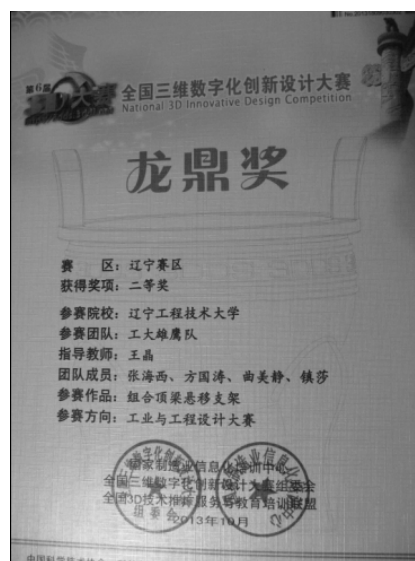 第6届
大赛 全国三维数字化创新设计大赛
National 3D Innovative Design Competition
龙鼎奖
赛 区：辽宁赛区
获得奖项：二等奖
参赛院校：辽宁工程技术大学
参赛团队：工大雄鹰队
指导教师：王晶
团队成员：张海西、方国涛、曲美静、镇莎
参赛作品：组合顶梁悬移支架
参赛方向：工业与工程设计大赛
国家制造业信息化培训中心
全国三维数字化创新设计大赛组委会
全国3D技术推广服务与教育培训联盟
2013年10月